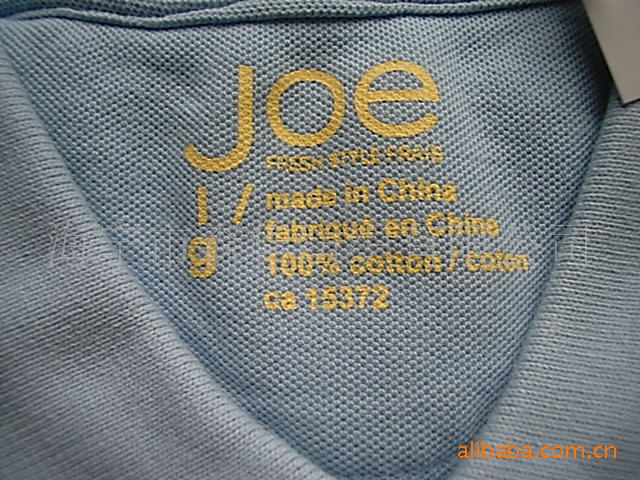 Joe
FRESH STYLE FRAIS
l / made in China
g fabriqué en Chine
100% cotton / coton
ca 15372
alibaba.com.cn